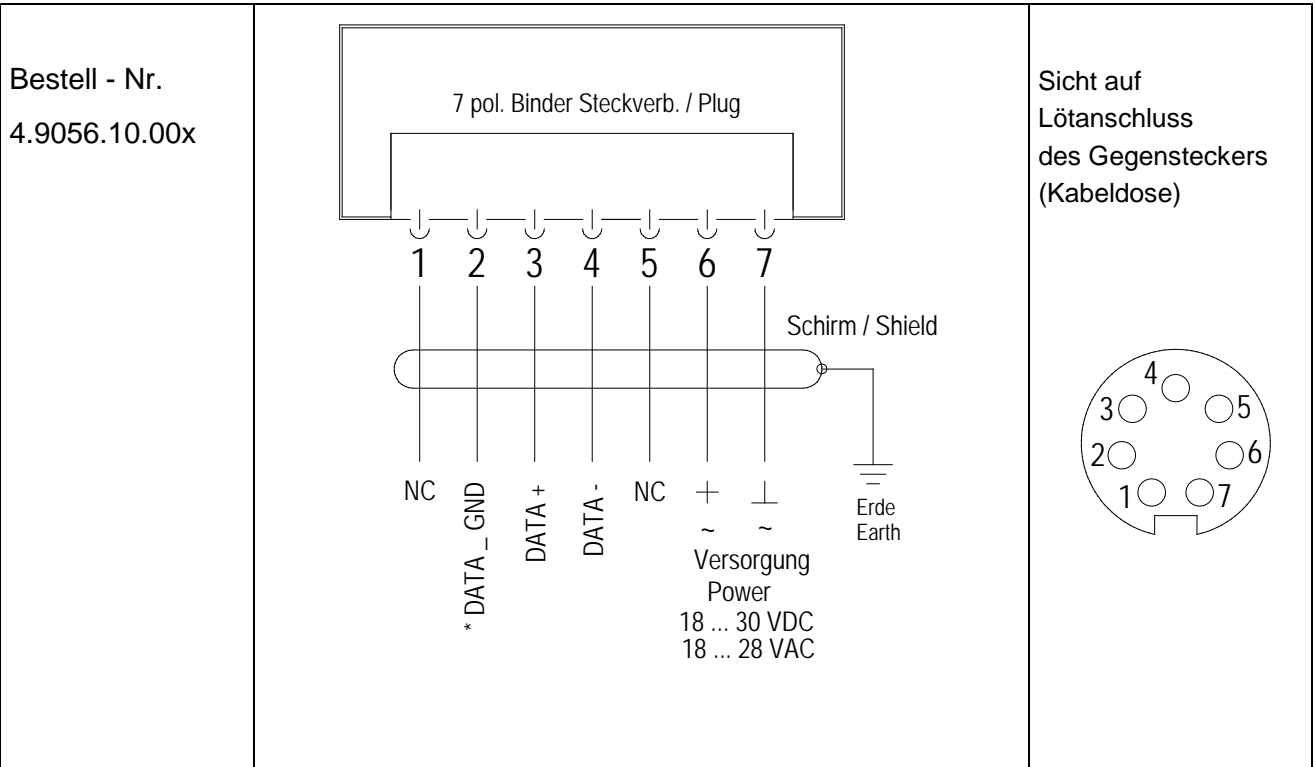 Bestell - Nr.
4.9056.10.00x
7 pol. Binder Steckverb. / Plug
1 2 3 4 5 6 7
Schirm / Shield
NC
* DATA _ GND
DATA +
DATA -
NC
+ ⊥
~ ~
Versorgung
Power
18 ... 30 VDC
18 ... 28 VAC
Erde
Earth
Sicht auf
Lötanschluss
des Gegensteckers
(Kabeldose)
4
3 5
2 6
1 7